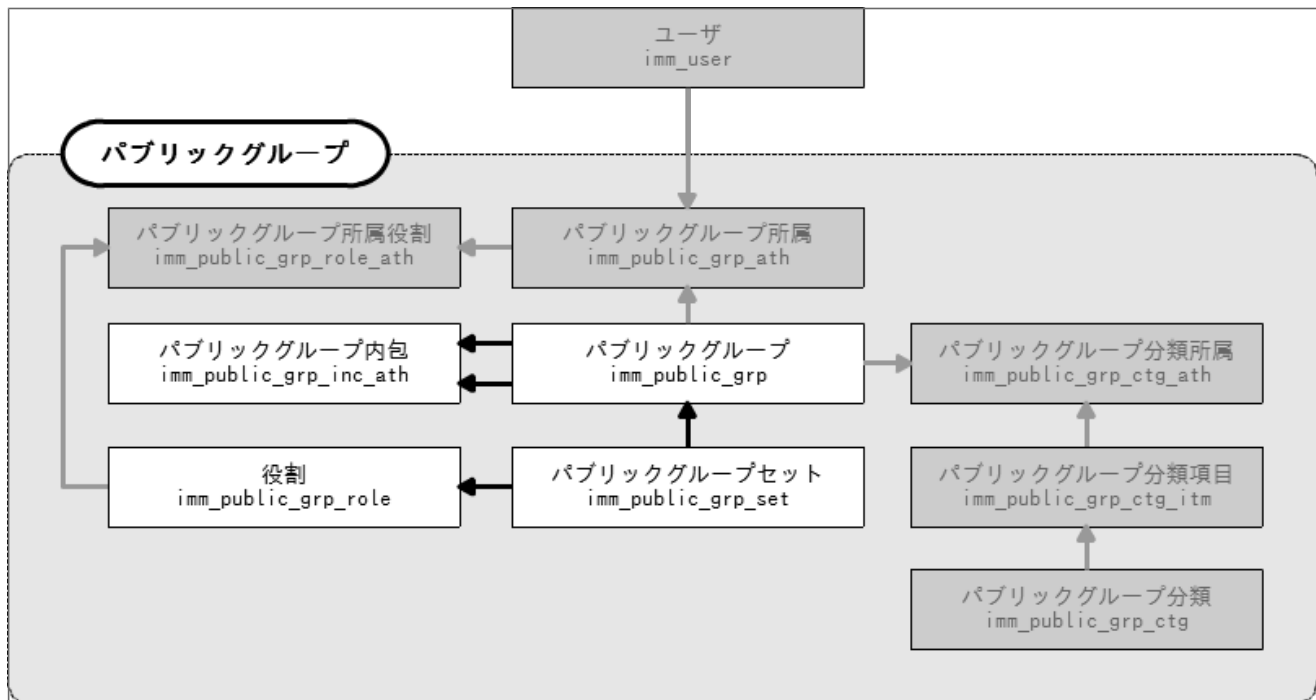 ユーザ
imm_user
パブリックグループ
パブリックグループ所属役割
imm_public_grp_role_ath
パブリックグループ所属
imm_public_grp_ath
パブリックグループ内包
imm_public_grp_inc_ath
パブリックグループ
imm_public_grp
パブリックグループ分類所属
imm_public_grp_ctg_ath
役割
imm_public_grp_role
パブリックグループセット
imm_public_grp_set
パブリックグループ分類項目
imm_public_grp_ctg_itm
パブリックグループ分類
imm_public_grp_ctg